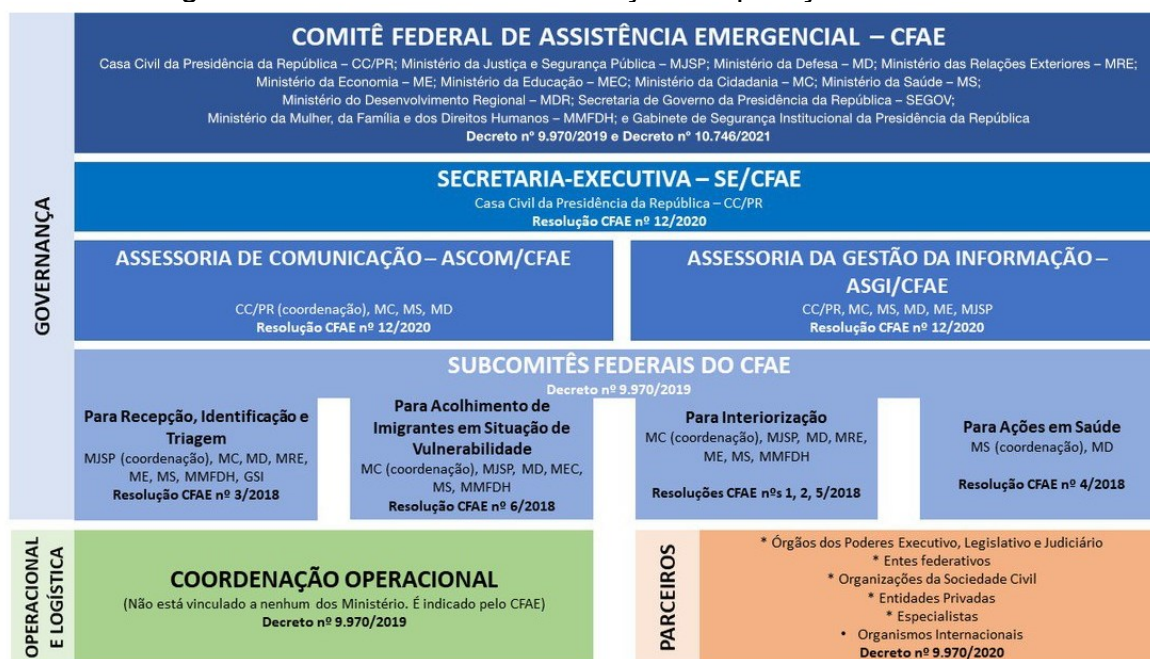 COMITÊ FEDERAL DE ASSISTÊNCIA EMERGENCIAL – CFAE
Casa Civil da Presidência da República – CC/PR; Ministério da Justiça e Segurança Pública – MJSP; Ministério da Defesa – MD; Ministério das Relações Exteriores – MRE;
Ministério da Economia – ME; Ministério da Educação – MEC; Ministério da Cidadania – MC; Ministério da Saúde – MS;
Ministério do Desenvolvimento Regional – MDR; Secretaria de Governo da Presidência da República – SEGOV;
Ministério da Mulher, da Família e dos Direitos Humanos – MMFDH; e Gabinete de Segurança Institucional da Presidência da República
Decreto nº 9.970/2019 e Decreto nº 10.746/2021
GOVERNANÇA
SECRETARIA-EXECUTIVA – SE/CFAE
Casa Civil da Presidência da República – CC/PR
Resolução CFAE nº 12/2020
ASSESSORIA DE COMUNICAÇÃO – ASCOM/CFAE
CC/PR (coordenação), MC, MS, MD
Resolução CFAE nº 12/2020
ASSESSORIA DA GESTÃO DA INFORMAÇÃO –
ASGI/CFAE
CC/PR, MC, MS, MD, ME, MJSP
Resolução CFAE nº 12/2020
SUBCOMITÊS FEDERAIS DO CFAE
Decreto nº 9.970/2019
Para Recepção, Identificação e
Triagem
MJSP (coordenação), MC, MD, MRE,
ME, MS, MMFDH, GSI
Resolução CFAE nº 3/2018
Para Acolhimento de
Imigrantes em Situação de
Vulnerabilidade
MC (coordenação), MJSP, MD, MEC,
MS, MMFDH
Resolução CFAE nº 6/2018
Para Interiorização
MC (coordenação), MJSP, MD, MRE,
ME, MS, MMFDH
Resoluções CFAE nºs 1, 2, 5/2018
Para Ações em Saúde
MS (coordenação), MD
Resolução CFAE nº 4/2018
OPERACIONAL
E LOGÍSTICA
COORDENAÇÃO OPERACIONAL
(Não está vinculado a nenhum dos Ministério. É indicado pelo CFAE)
Decreto nº 9.970/2019
PARCEIROS
* Órgãos dos Poderes Executivo, Legislativo e Judiciário
* Entes federativos
* Organizações da Sociedade Civil
* Entidades Privadas
* Especialistas
• Organismos Internacionais
Decreto nº 9.970/2020